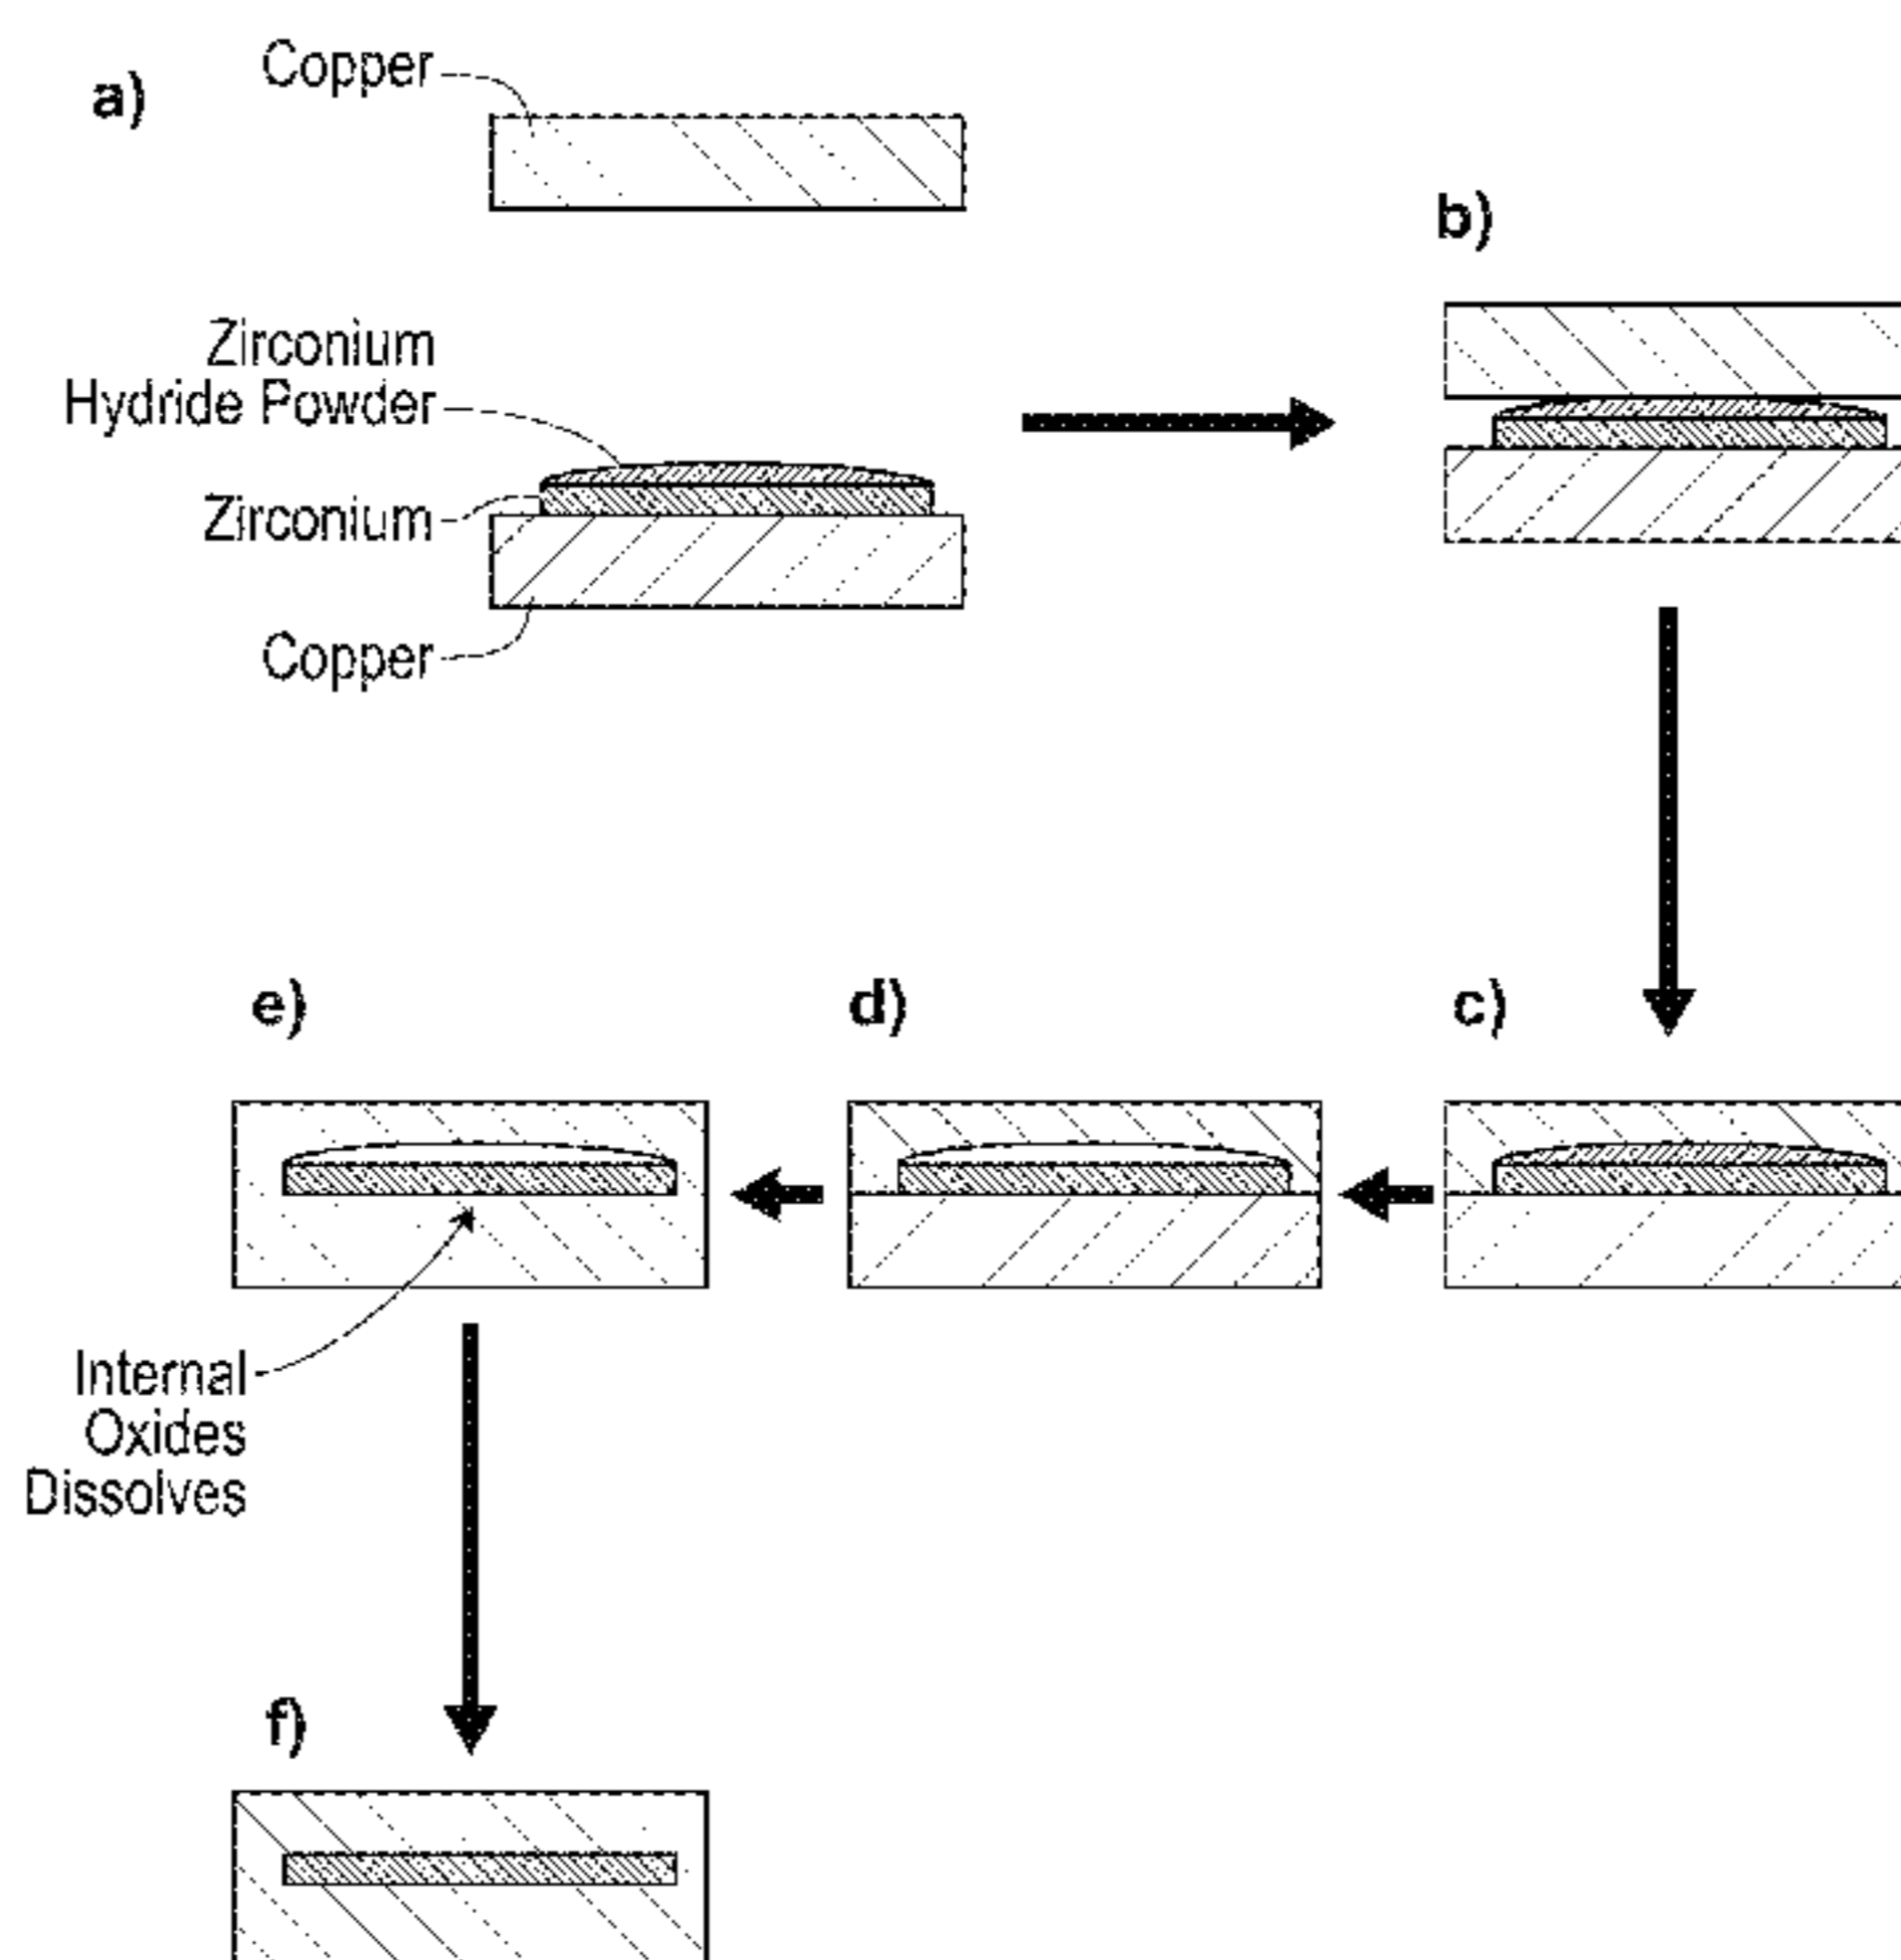 a)
Copper
Zirconium
Hydride Powder
Zirconium
Copper
b)
e)
d)
c)
Internal
Oxides
Dissolves
f)